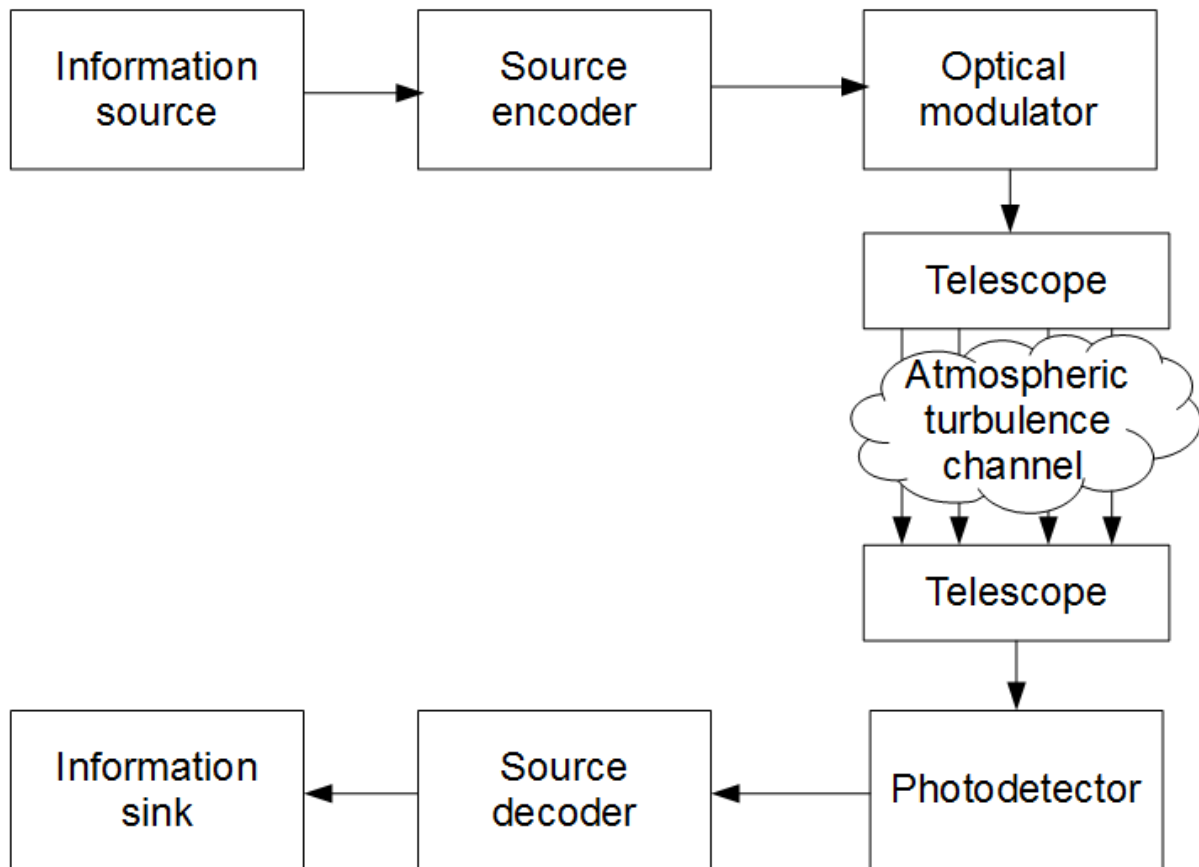 Information
source
Source
encoder
Optical
modulator
Telescope
Atmospheric
turbulence
channel
Telescope
Photodetector
Source
decoder
Information
sink